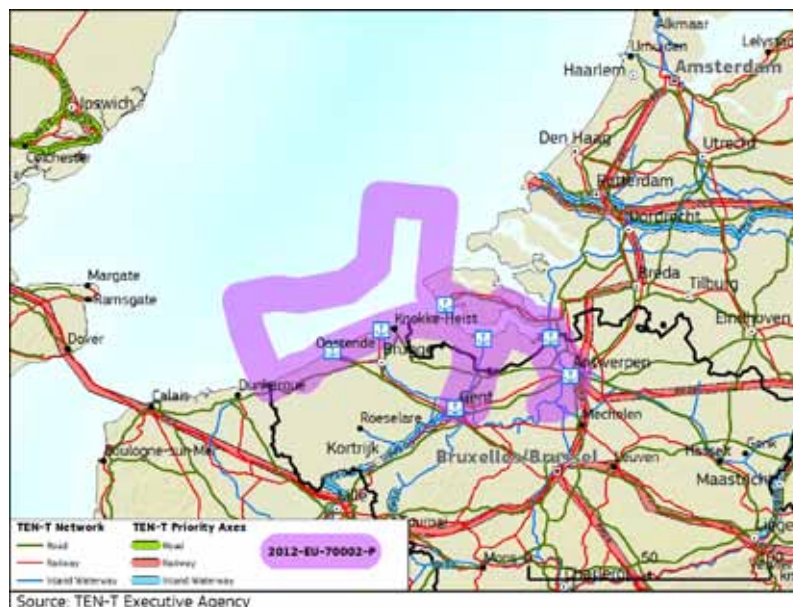 Alkmaar
IJmuiden
Lelystad
Haarlem
Amsterdam
Ipswich
Colchester
Den Haag
Utrecht
Rotterdam
Dordrecht
Margate
Ramsgate
Breda
Tilburg
Eindhoven
Dover
Knokke-Heist
Oostende
Brugge
Antwerpen
Calais
Dunkerque
Gent
Roeselare
Mechelen
Boulogne-sur-Mer
Kortrijk
Bruxelles/Brussel
Leuven
Hasselt
Genk
Maastricht
Lille
TEN-T Network
TEN-T Priority Axes
Road
Road
Railway
Railway
Inland Waterway
Inland Waterway
2012-EU-70002-P
Mons
50
Source: TEN-T Executive Agency